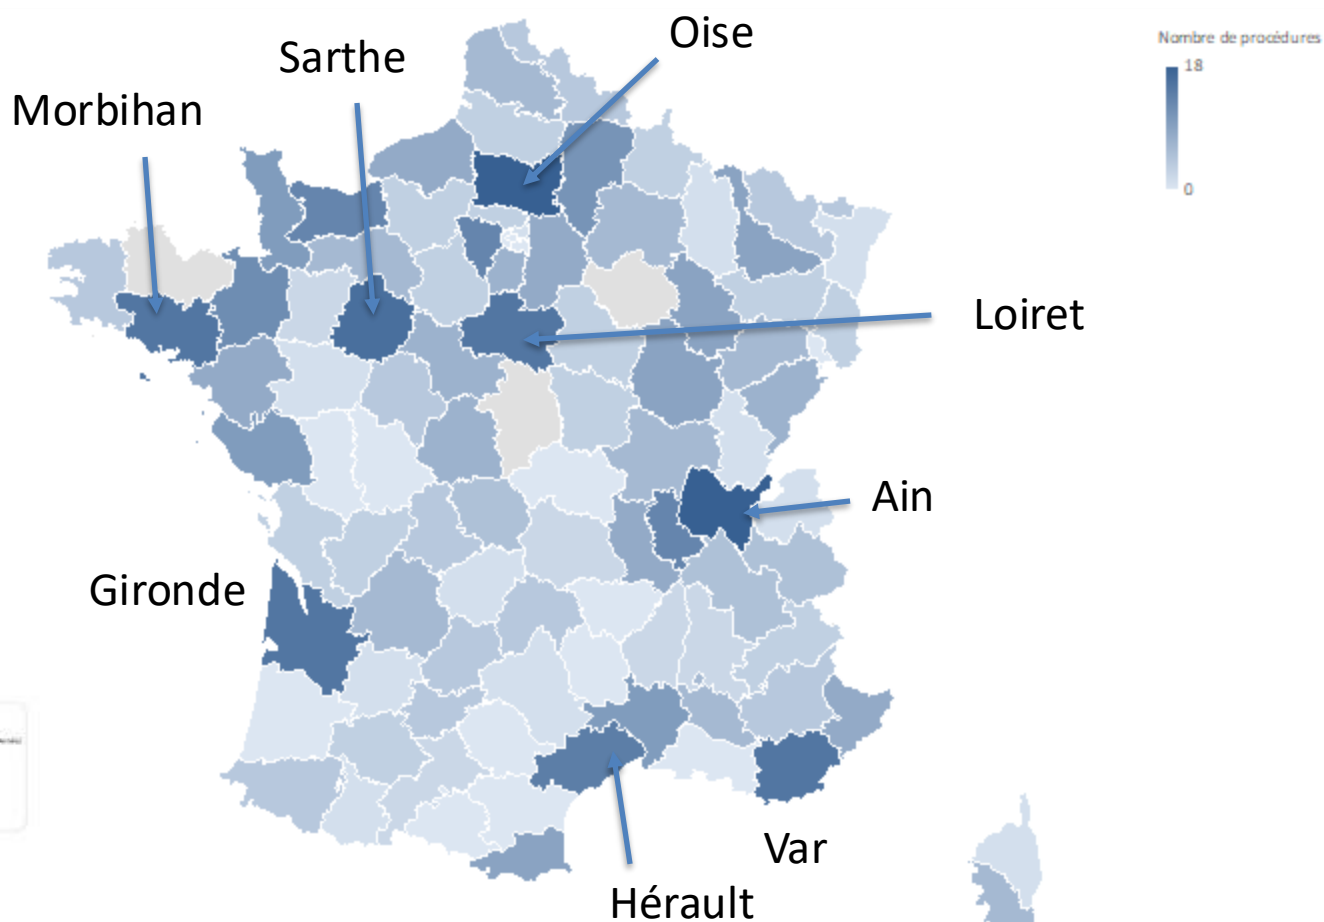 Oise
Nombre de procédures
18
0
Sarthe
Morbihan
Loiret
Ain
Gironde
Var
Hérault